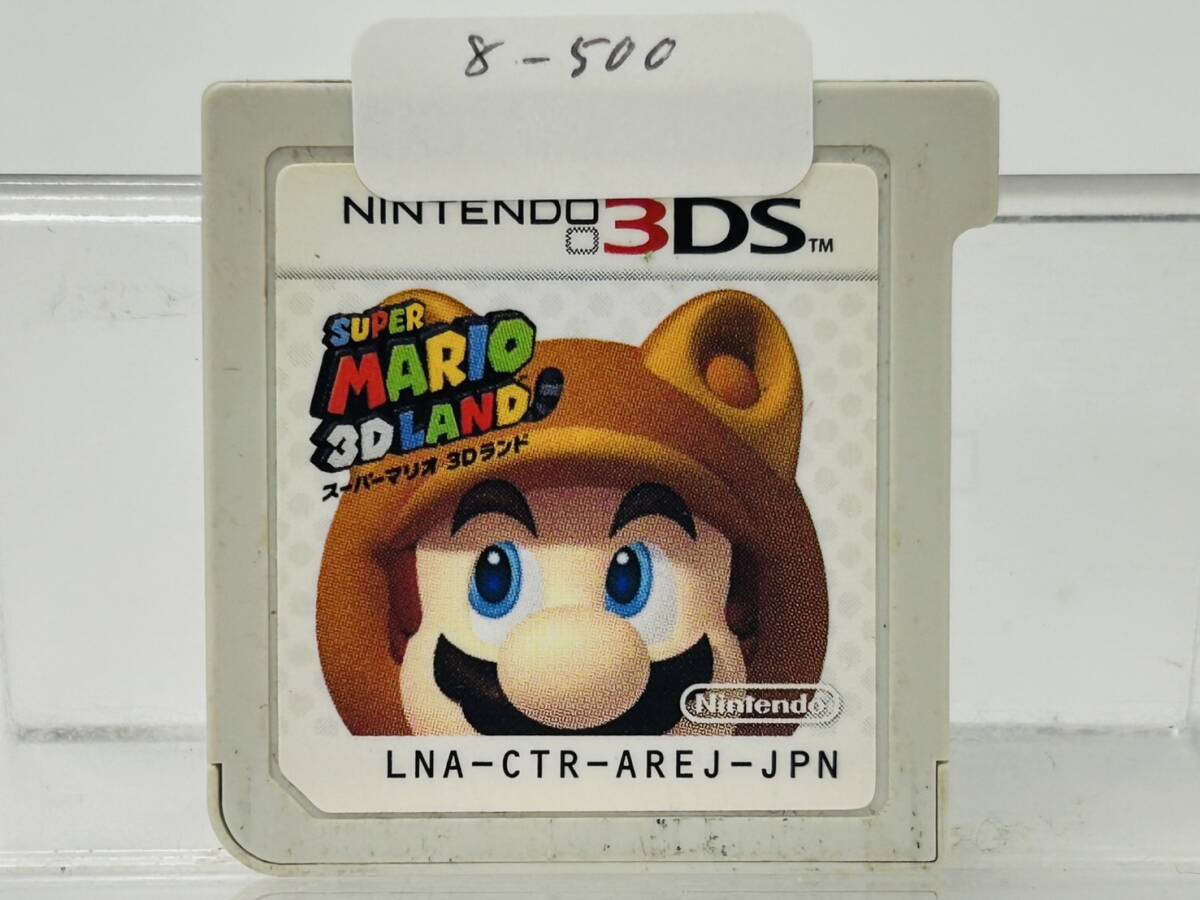 8-500
NINTENDO 3DS™
SUPER
MARIO
3D LAND
スーパーマリオ 3Dランド
Nintendo
LNA-CTR-AREJ-JPN